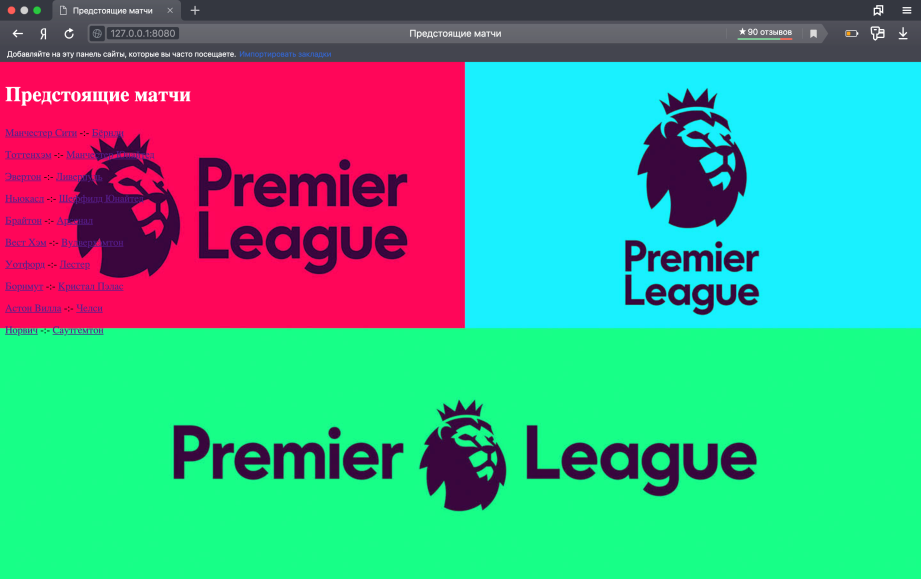 Предстоящие матчи
Я
127.0.0.1:8080
Предстоящие матчи
★ 90 отзывов
Добавляйте на эту панель сайты, которые вы часто посещаете. Импортировать закладки
Предстоящие матчи
Манчестер Сити -:- Бёрнли
Тоттенхэм -:- Манчестер Юнайтед
Эвертон -:- Ливерпуль
Ньюкасл -:- Шеффилд Юнайтед
Брайтон -:- Арсенал
Вест Хэм -:- Вулверхэмптон
Уотфорд -:- Лестер
Борнмут -:- Кристал Пэлас
Астон Вилла -:- Челси
Норвич -:- Саутгемтон
Premier
League
Premier
League
Premier League